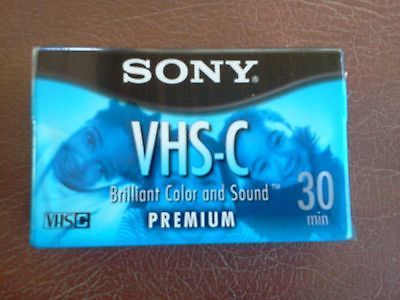 SONY®
VHS-C
Brilliant Color and Sound™
PREMIUM
30
min
VHS C